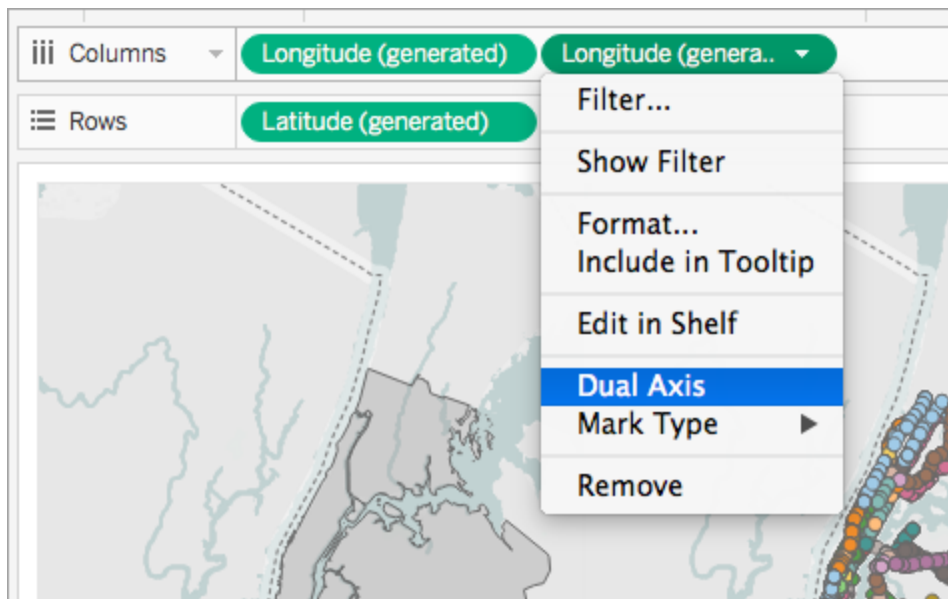 Columns
Longitude (generated)
Longitude (genera..
Rows
Latitude (generated)
Filter...
Show Filter
Format...
Include in Tooltip
Edit in Shelf
Dual Axis
Mark Type
Remove